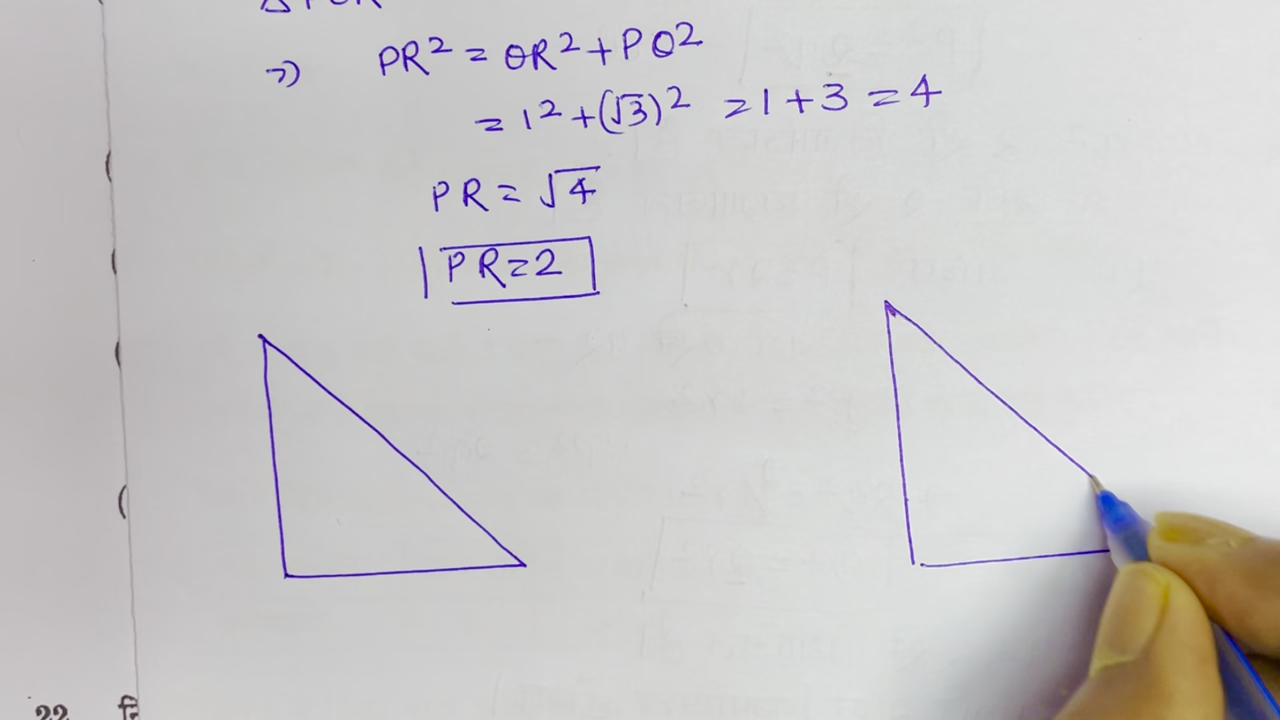 ⇒ PR² = QR² + PQ²
= 1² + (√3)² = 1 + 3 = 4
PR = √4
PR = 2
22